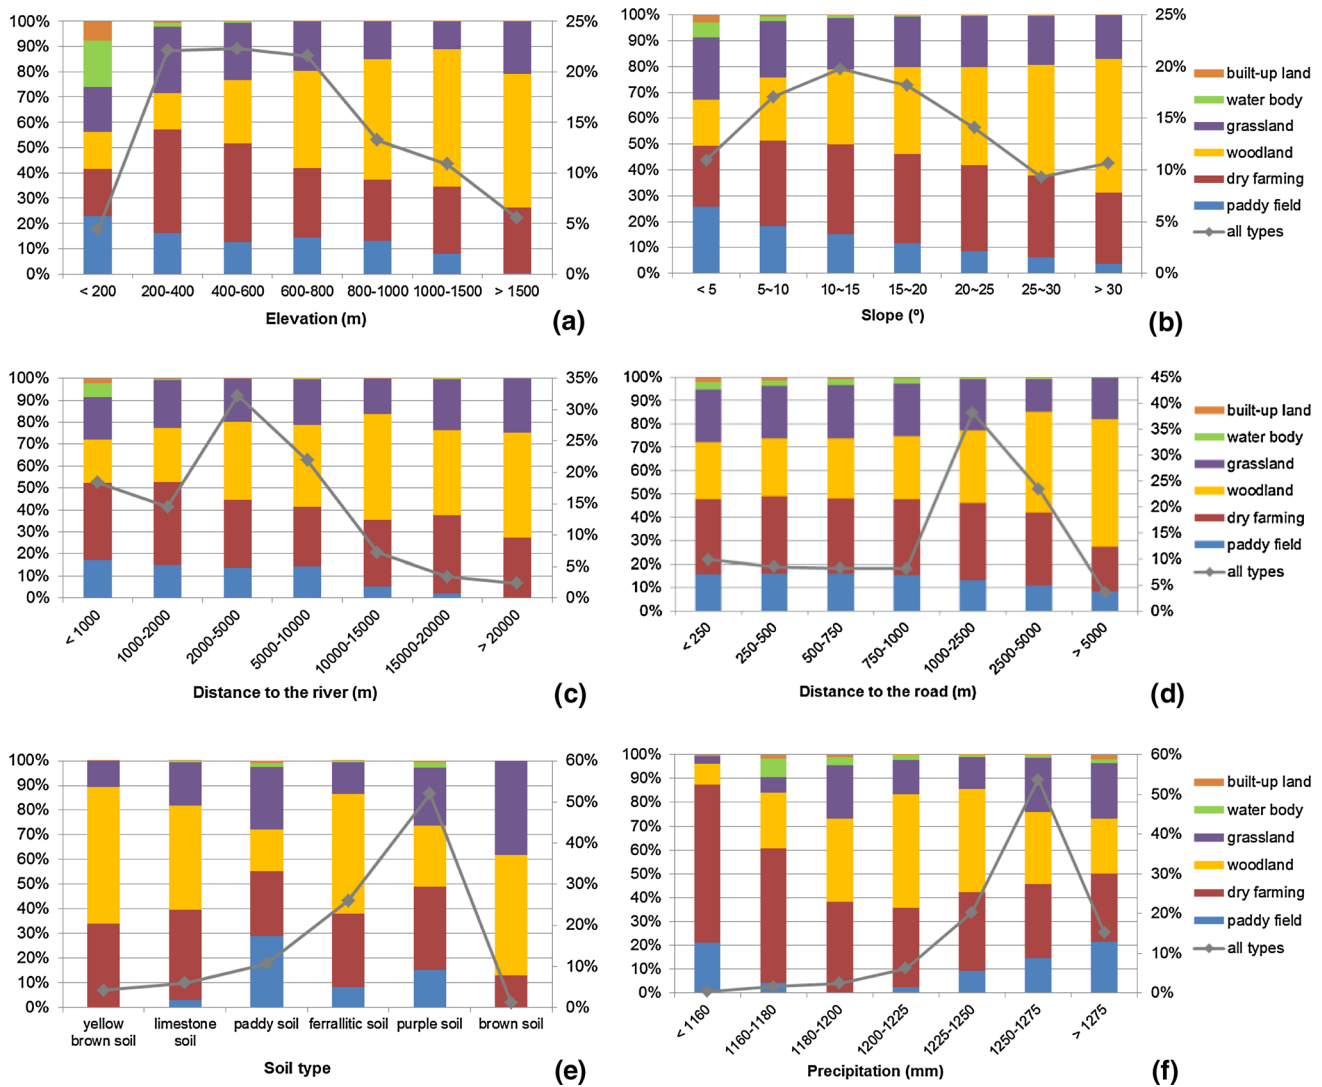 100%
90%
80%
70%
60%
50%
40%
30%
20%
10%
0%
25%
20%
15%
10%
5%
0%
< 200 200-400 400-600 600-800 800-1000 1000-1500 > 1500
Elevation (m)
(a)
100%
90%
80%
70%
60%
50%
40%
30%
20%
10%
0%
25%
20%
15%
10%
5%
0%
< 5 5~10 10~15 15~20 20~25 25~30 > 30
Slope (º)
(b)
built-up land
water body
grassland
woodland
dry farming
paddy field
all types
100%
90%
80%
70%
60%
50%
40%
30%
20%
10%
0%
35%
30%
25%
20%
15%
10%
5%
0%
< 1000 1000-2000 2000-5000 5000-10000 10000-15000 15000-20000 > 20000
Distance to the river (m)
(c)
100%
90%
80%
70%
60%
50%
40%
30%
20%
10%
0%
45%
40%
35%
30%
25%
20%
15%
10%
5%
0%
< 250 250-500 500-750 750-1000 1000-2500 2500-5000 > 5000
Distance to the road (m)
(d)
built-up land
water body
grassland
woodland
dry farming
paddy field
all types
100%
90%
80%
70%
60%
50%
40%
30%
20%
10%
0%
60%
50%
40%
30%
20%
10%
0%
yellow limestone paddy soil ferrallitic soil purple soil brown soil
brown soil soil
Soil type
(e)
100%
90%
80%
70%
60%
50%
40%
30%
20%
10%
0%
60%
50%
40%
30%
20%
10%
0%
< 1160 1160-1180 1180-1200 1200-1225 1225-1250 1250-1275 > 1275
Precipitation (mm)
(f)
built-up land
water body
grassland
woodland
dry farming
paddy field
all types